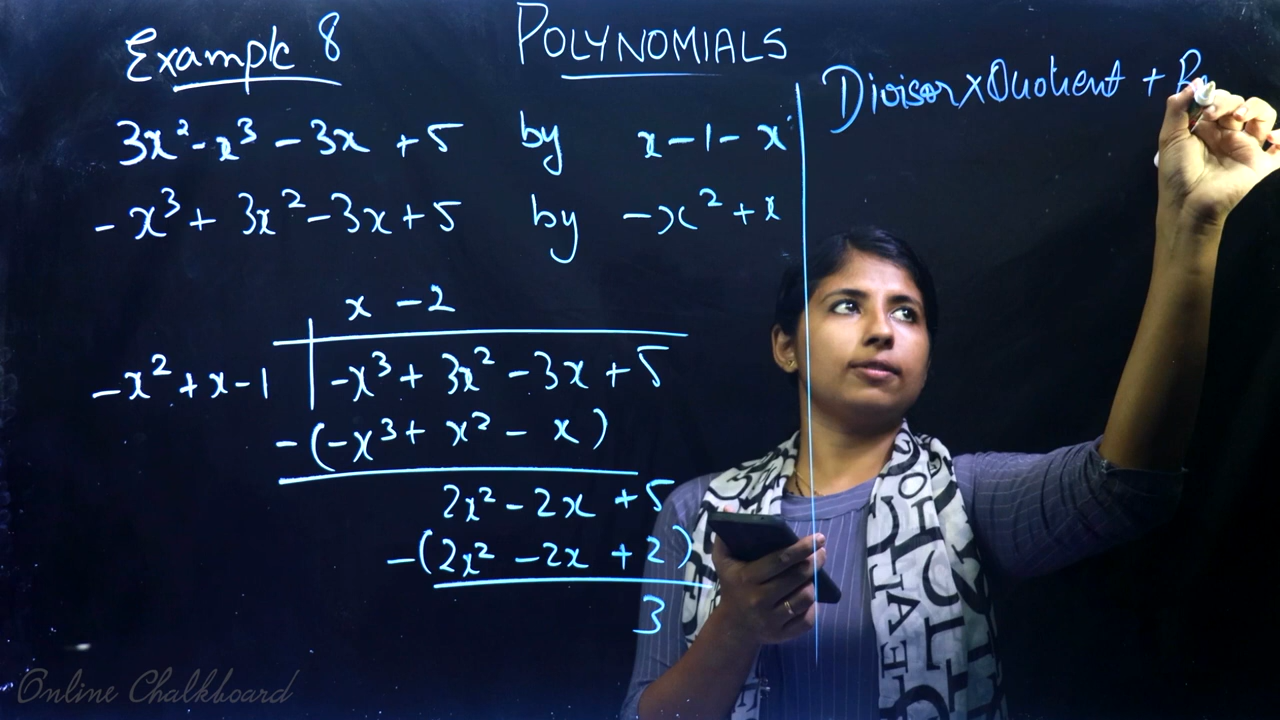 Example 8
POLYNOMIALS
3x² - x³ - 3x + 5 by x - 1 - x
- x³ + 3x² - 3x + 5 by - x² + x
x - 2
- x² + x - 1 | - x³ + 3x² - 3x + 5
- (- x³ + x² - x)
2x² - 2x + 5
- (2x² - 2x + 2)
3
Divisor × Quotient +
Online Chalkboard